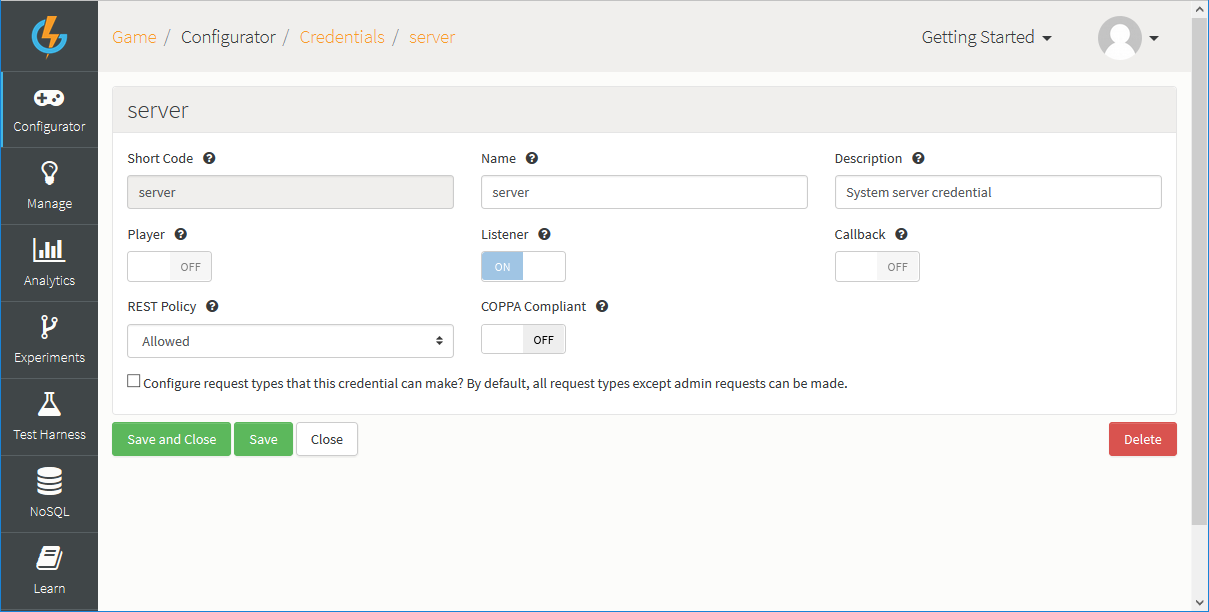 Game / Configurator / Credentials / server
Getting Started
Configurator
Manage
Analytics
Experiments
Test Harness
NoSQL
Learn
server
Short Code Name Description
server server System server credential
Player Listener Callback
OFF ON OFF
REST Policy COPPA Compliant
Allowed OFF
Configure request types that this credential can make? By default, all request types except admin requests can be made.
Save and Close Save Close Delete